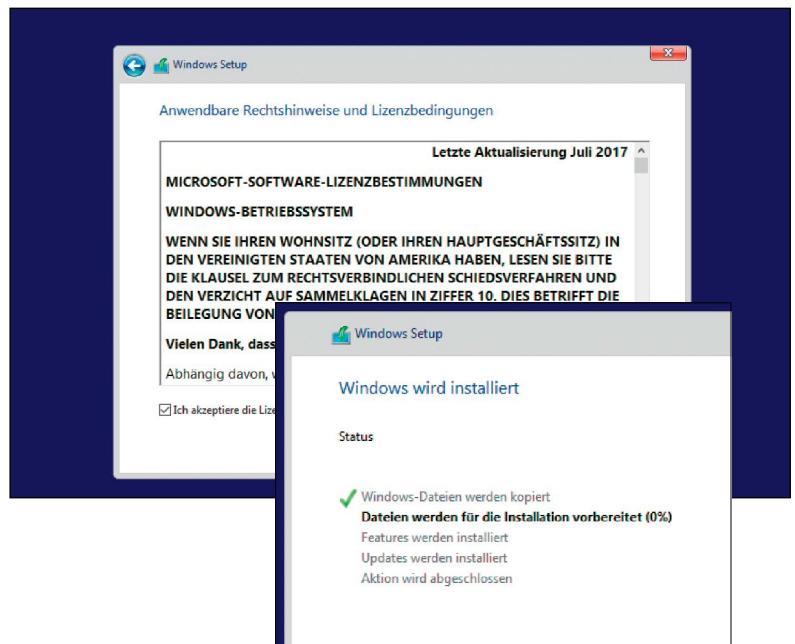 Windows Setup
Anwendbare Rechtshinweise und Lizenzbedingungen
Letzte Aktualisierung Juli 2017
MICROSOFT-SOFTWARE-LIZENZBESTIMMUNGEN
WINDOWS-BETRIEBSSYSTEM
WENN SIE IHREN WOHNSITZ (ODER IHREN HAUPTGESCHÄFTSSITZ) IN
DEN VEREINIGTEN STAATEN VON AMERIKA HABEN, LESEN SIE BITTE
DIE KLAUSEL ZUM RECHTSVERBINDLICHEN SCHIEDSVERFAHREN UND
DEN VERZICHT AUF SAMMELKLAGEN IN ZIFFER 10. DIES BETRIFFT DIE
BEILEGUNG VON
Vielen Dank, dass
Abhängig davon,
Ich akzeptiere die
Windows Setup
Windows wird installiert
Status
Windows-Dateien werden kopiert
Dateien werden für die Installation vorbereitet (0%)
Features werden installiert
Updates werden installiert
Aktion wird abgeschlossen